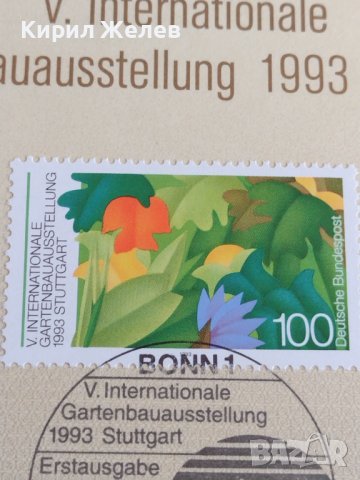 Кирил Желев
V. Internationale
auausstellung 1993
V. INTERNATIONALE
GARTENBAUAUSSTELLUNG
1993 STUTTGART
100
Deutsche Bundespost
BONN 1
V. Internationale
Gartenbauausstellung
1993 Stuttgart
Erstausgabe
BAZAR